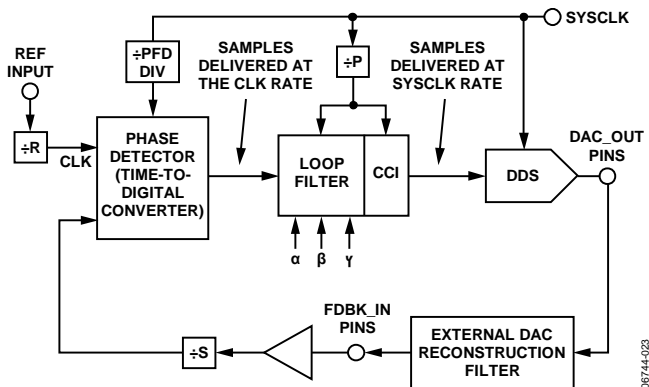 SYSCLK
REF
INPUT
÷PFD
DIV
÷P
SAMPLES
DELIVERED AT
THE CLK RATE
SAMPLES
DELIVERED AT
SYSCLK RATE
÷R
CLK
PHASE
DETECTOR
(TIME-TO-
DIGITAL
CONVERTER)
LOOP
FILTER
CCI
DDS
DAC_OUT
PINS
α β γ
FDBK_IN
PINS
÷S
EXTERNAL DAC
RECONSTRUCTION
FILTER
06744-023